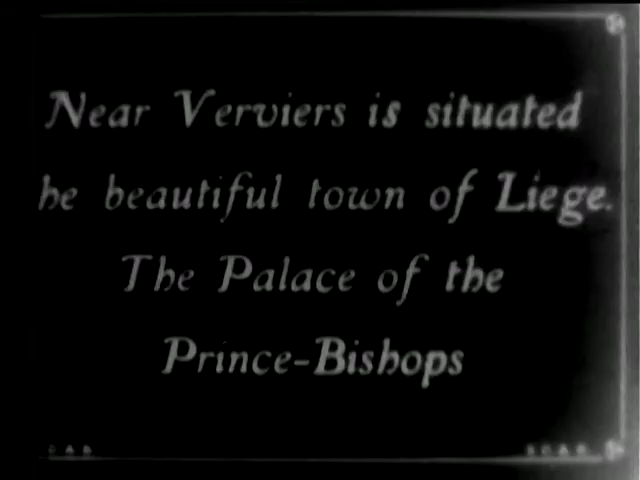 Near Verviers is situated
he beautiful town of Liege.
The Palace of the
Prince-Bishops